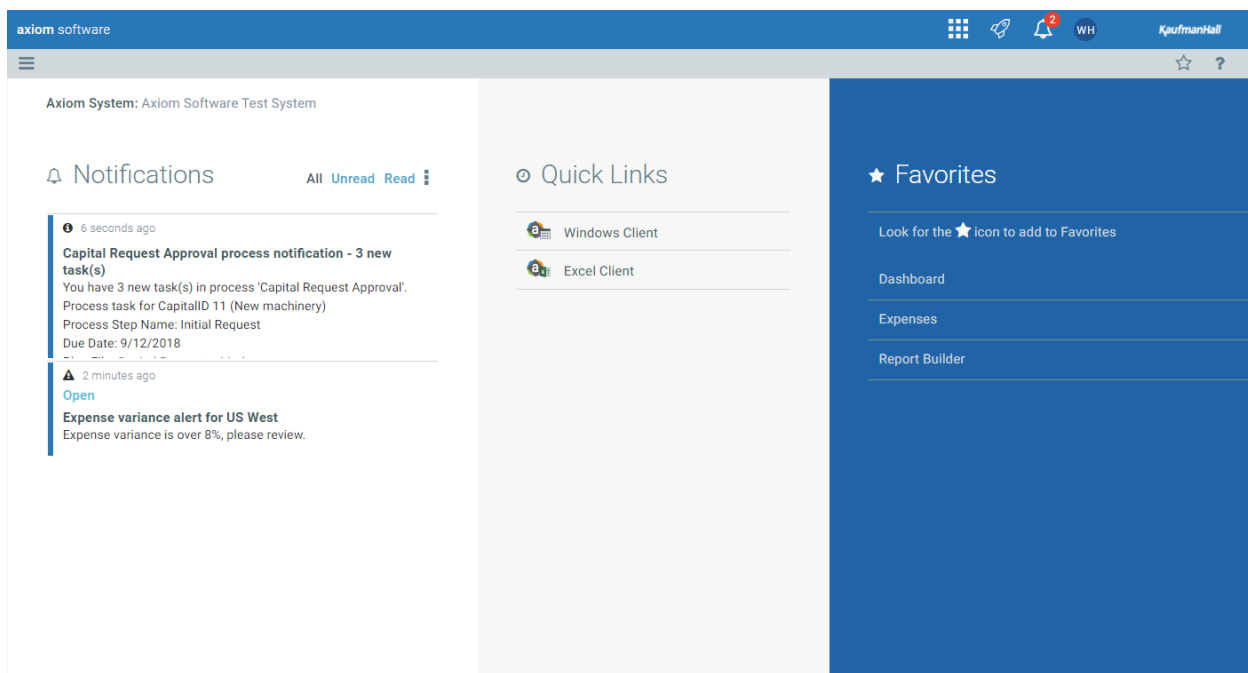 axiom software
2
WH
KaufmanHall
?
Axiom System: Axiom Software Test System
Notifications
All Unread Read
6 seconds ago
Capital Request Approval process notification - 3 new
task(s)
You have 3 new task(s) in process 'Capital Request Approval'.
Process task for CapitalID 11 (New machinery)
Process Step Name: Initial Request
Due Date: 9/12/2018
2 minutes ago
Open
Expense variance alert for US West
Expense variance is over 8%, please review.
Quick Links
Windows Client
Excel Client
Favorites
Look for the icon to add to Favorites
Dashboard
Expenses
Report Builder